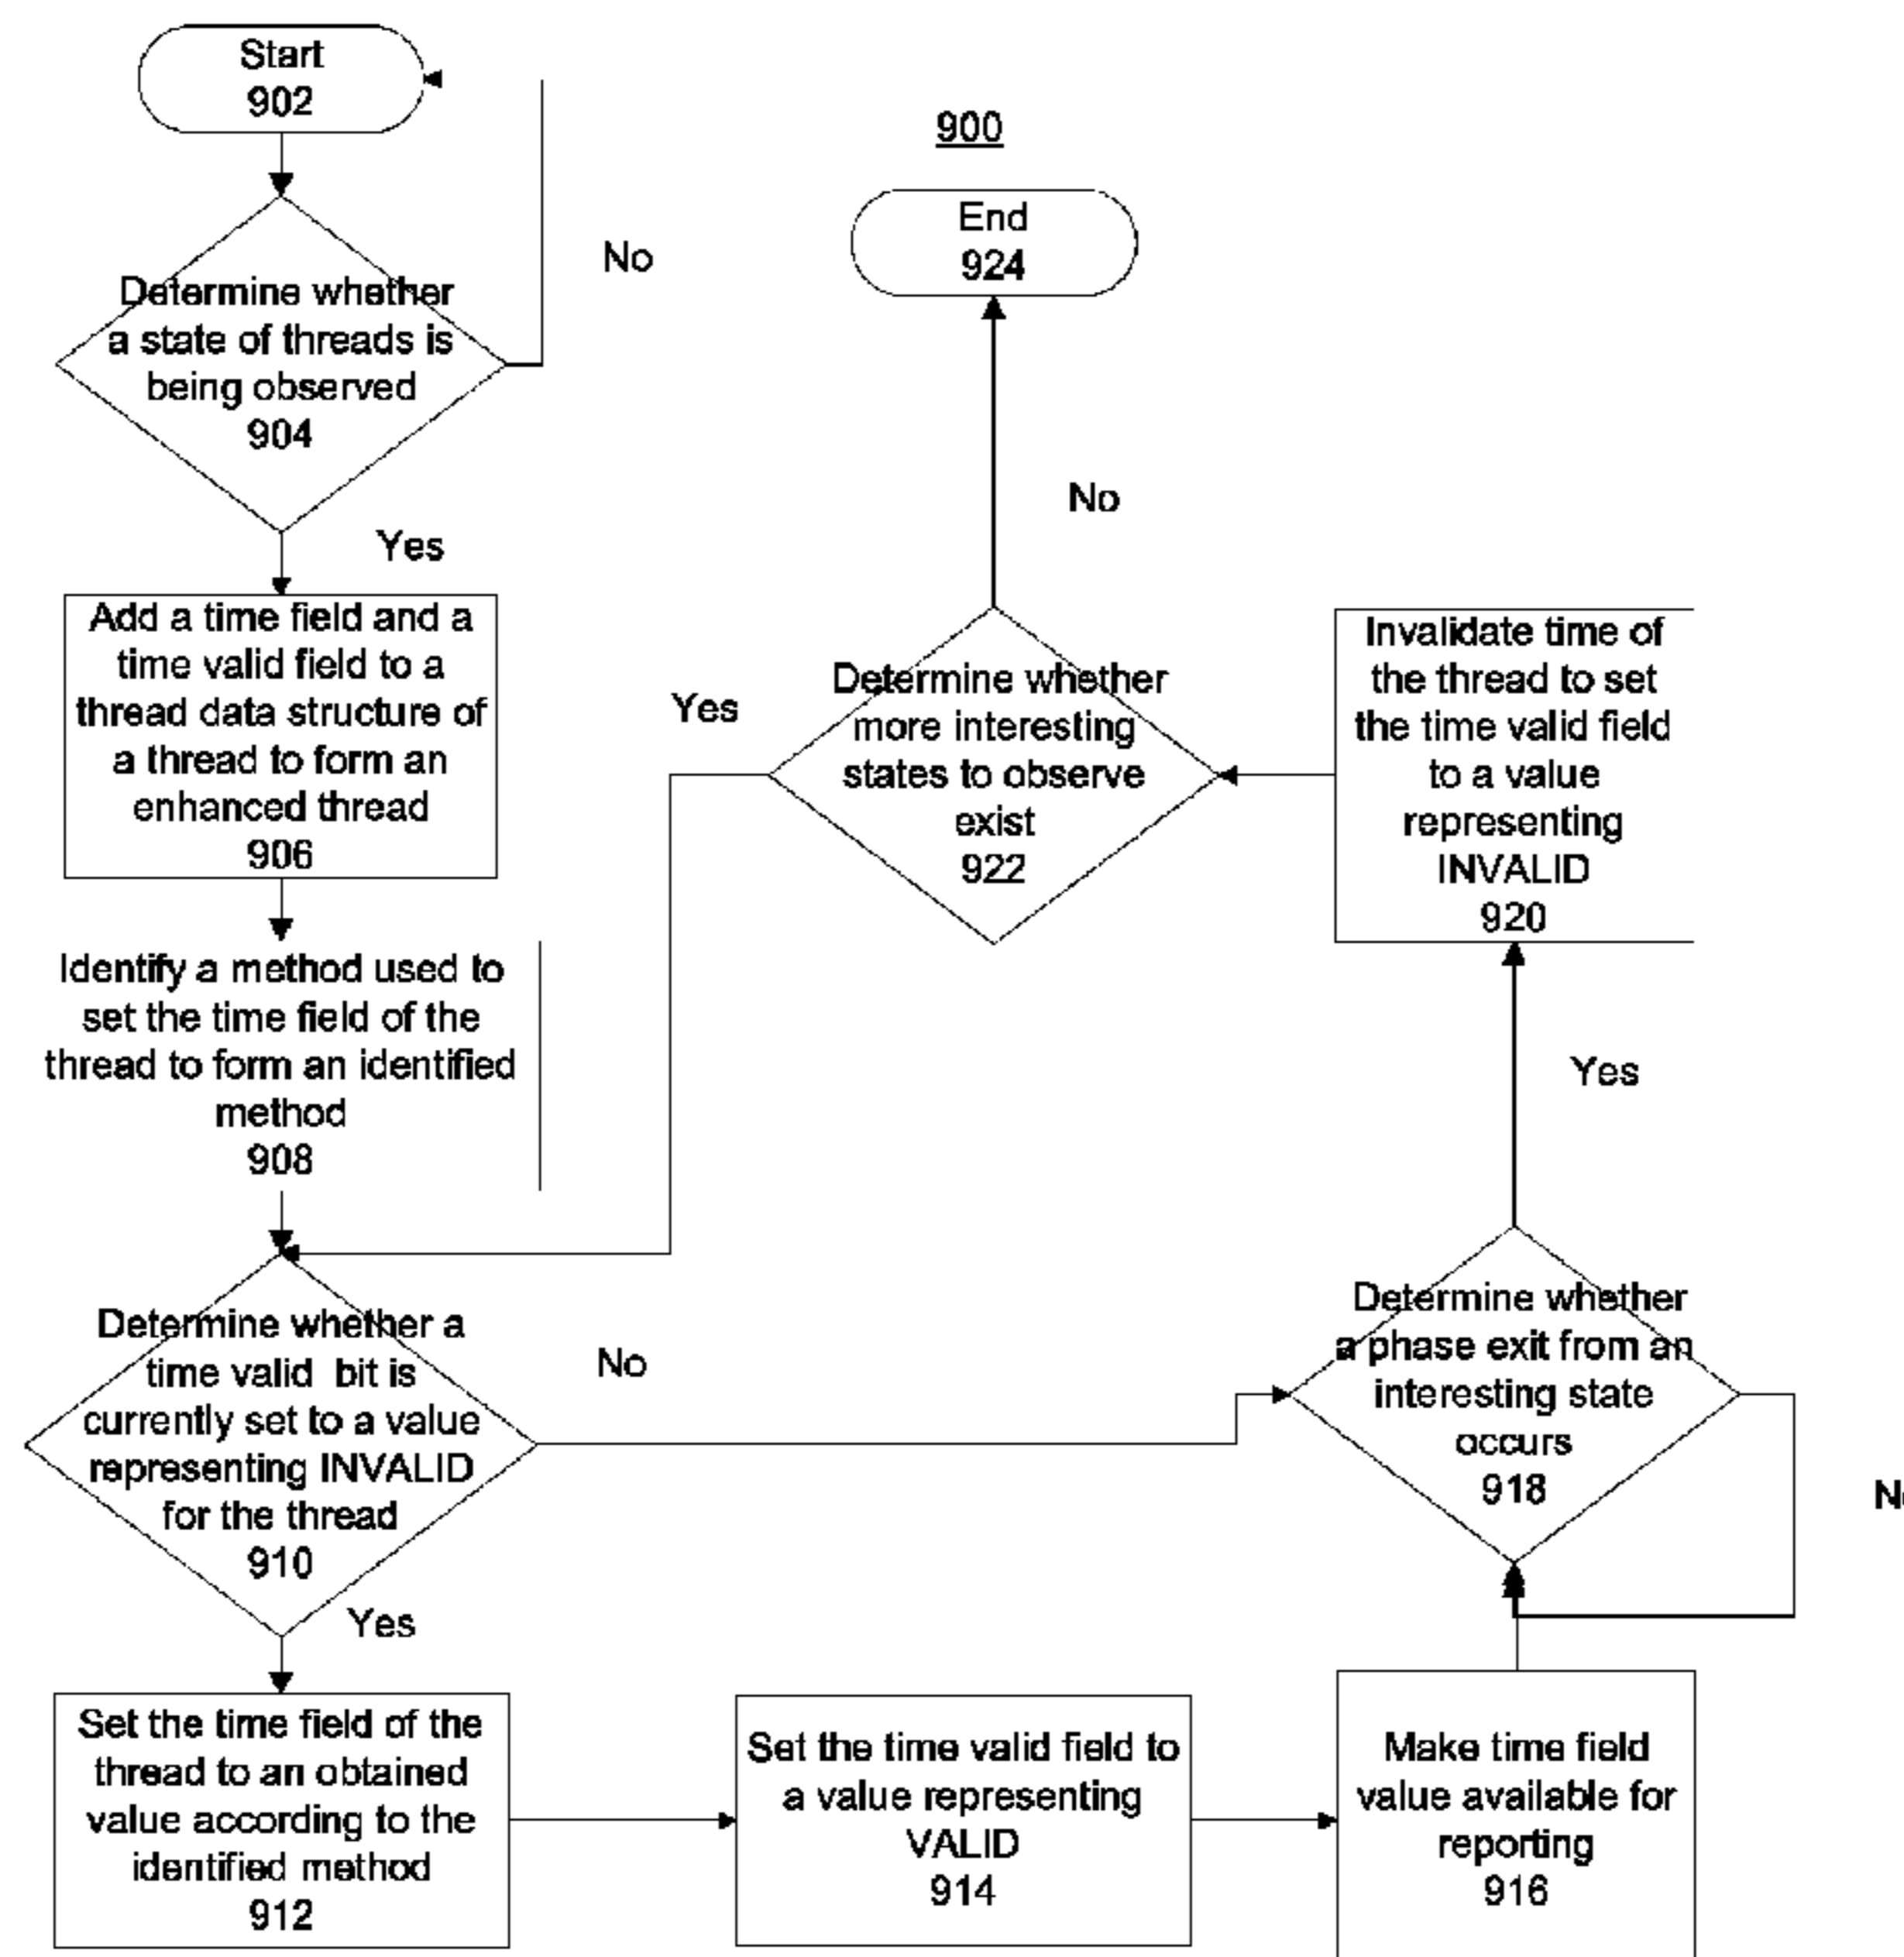 Start
902
No
900
End
924
Determine whether
a state of threads is
being observed
904
Yes
Add a time field and a
time valid field to a
thread data structure of
a thread to form an
enhanced thread
906
Identify a method used to
set the time field of the
thread to form an identified
method
908
Determine whether a
time valid bit is
currently set to a value
representing INVALID
for the thread
910
No
Yes
Set the time field of the
thread to an obtained
value according to the
identified method
912
Set the time valid field to
a value representing
VALID
914
Make time field
value available for
reporting
916
Determine whether
a phase exit from an
interesting state
occurs
918
Yes
Invalidate time of
the thread to set
the time valid field
to a value
representing
INVALID
920
Determine whether
more interesting
states to observe
exist
922
Yes
No